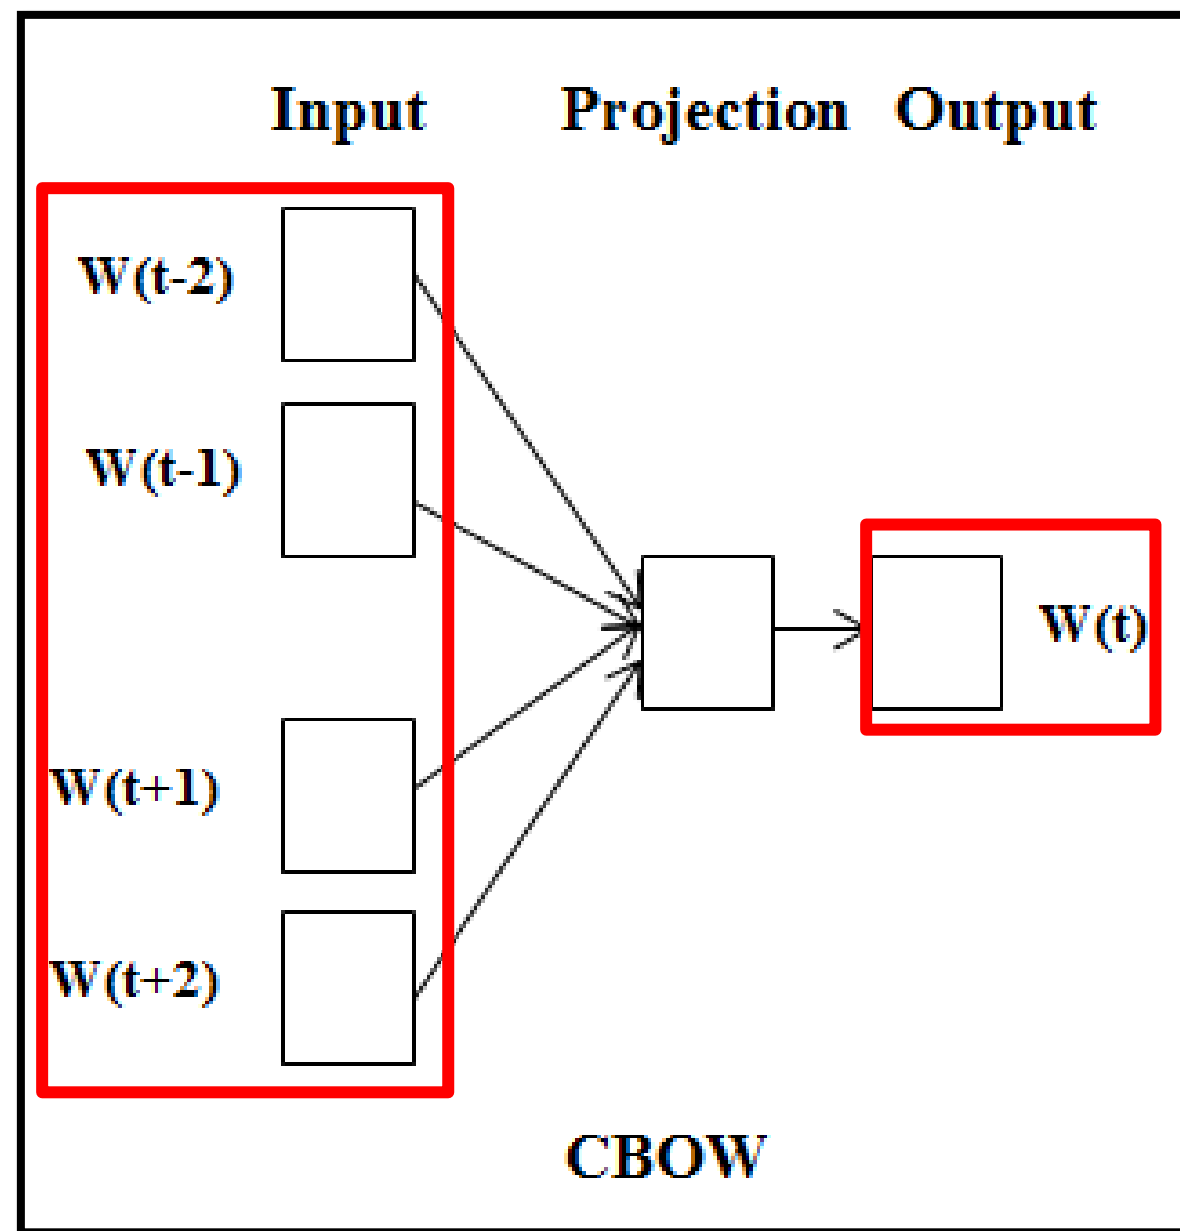 Input Projection Output
W(t-2)
W(t-1)
W(t)
W(t+1)
W(t+2)
CBOW